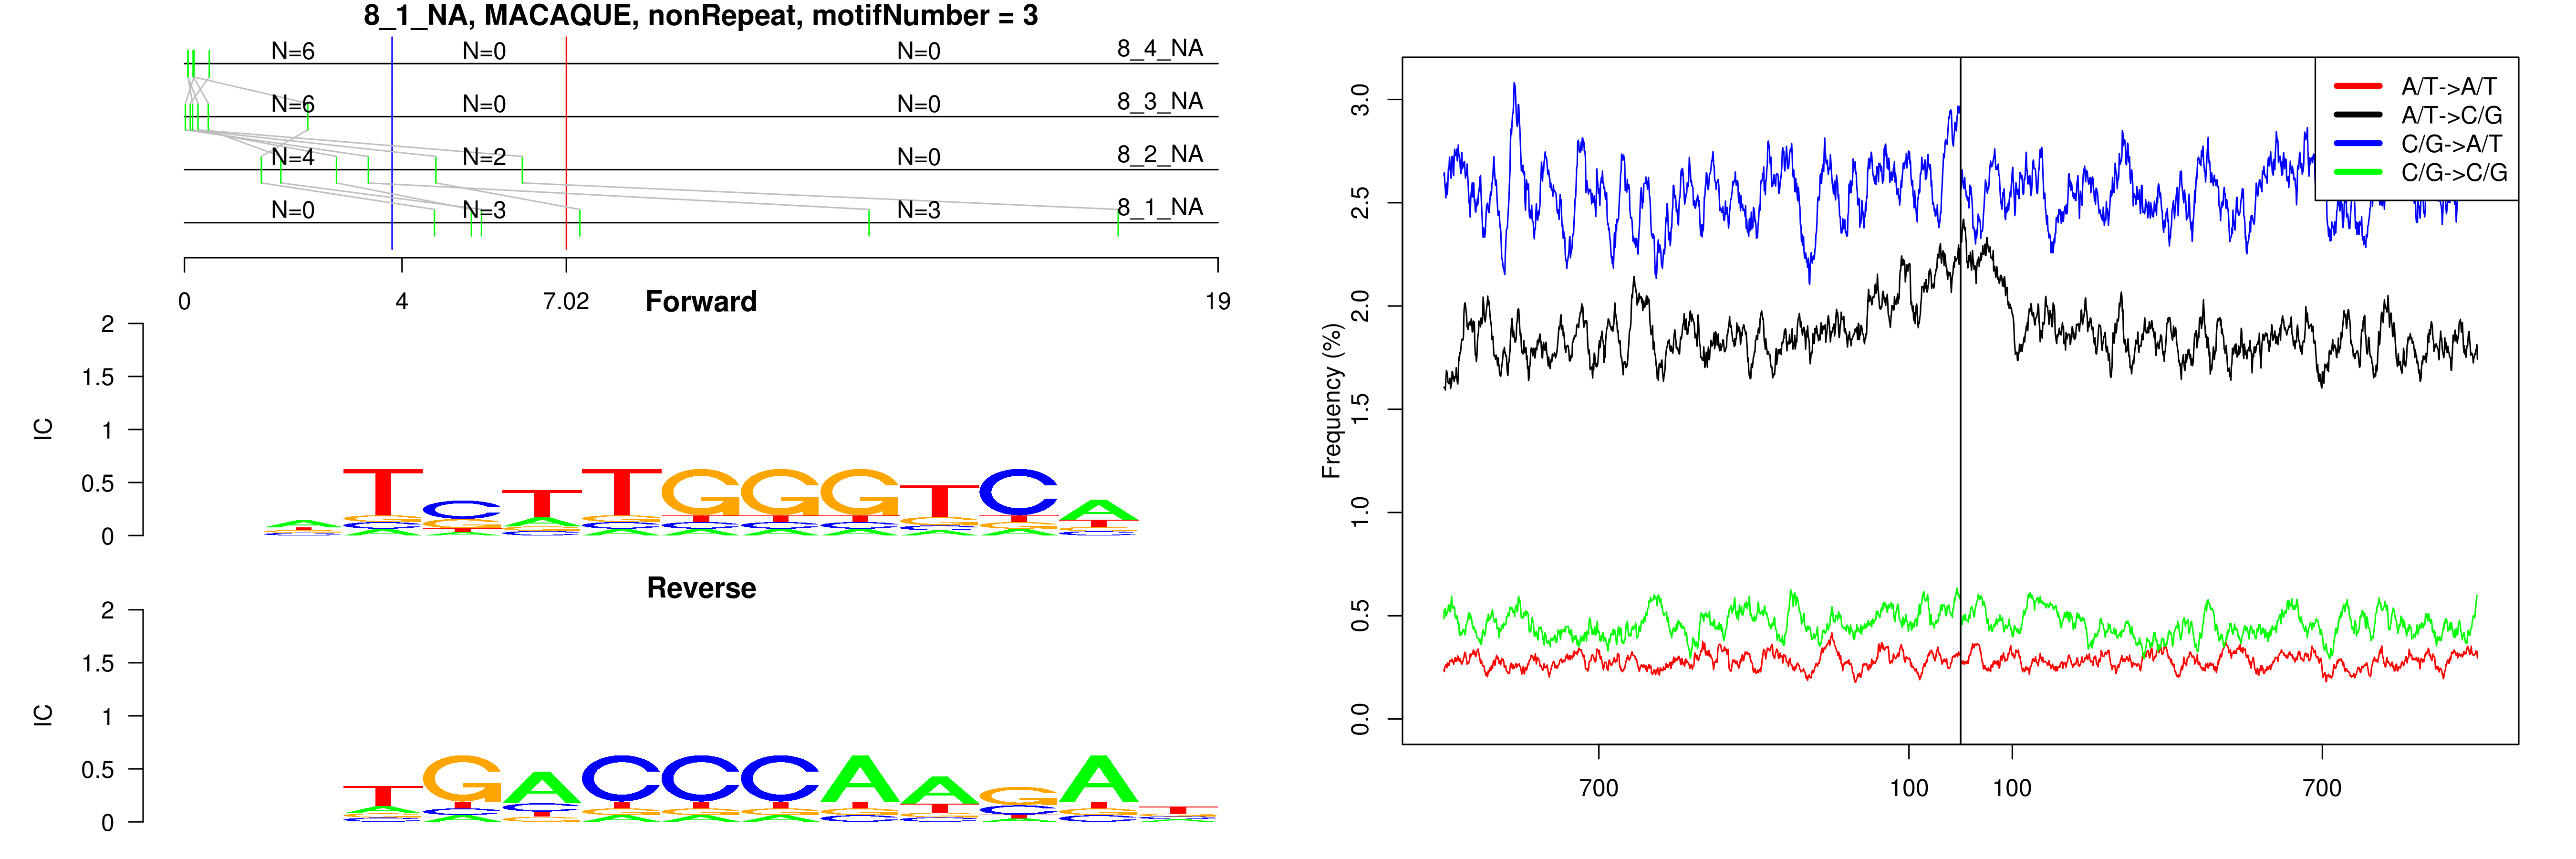 8_1_NA, MACAQUE, nonRepeat, motifNumber = 3
N=6 N=0 N=0 8_4_NA
N=6 N=0 N=0 8_3_NA
N=4 N=2 N=0 8_2_NA
N=0 N=3 N=3 8_1_NA
0 4 7.02 19
Forward
IC
2
1.5
1
0.5
0
A T C T T G G G T C A
Reverse
IC
2
1.5
1
0.5
0
T G A C C C A A G A T
Frequency (%)
3.0
2.5
2.0
1.5
1.0
0.5
0.0
700 100 100 700
A/T->A/T
A/T->C/G
C/G->A/T
C/G->C/G